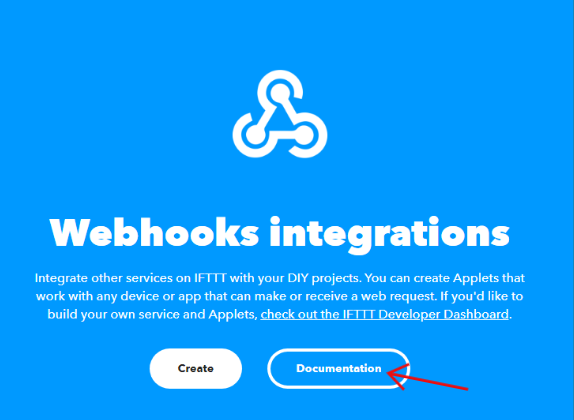 Webhooks integrations
Integrate other services on IFTTT with your DIY projects. You can create Applets that
work with any device or app that can make or receive a web request. If you'd like to
build your own service and Applets, check out the IFTTT Developer Dashboard.
Create
Documentation